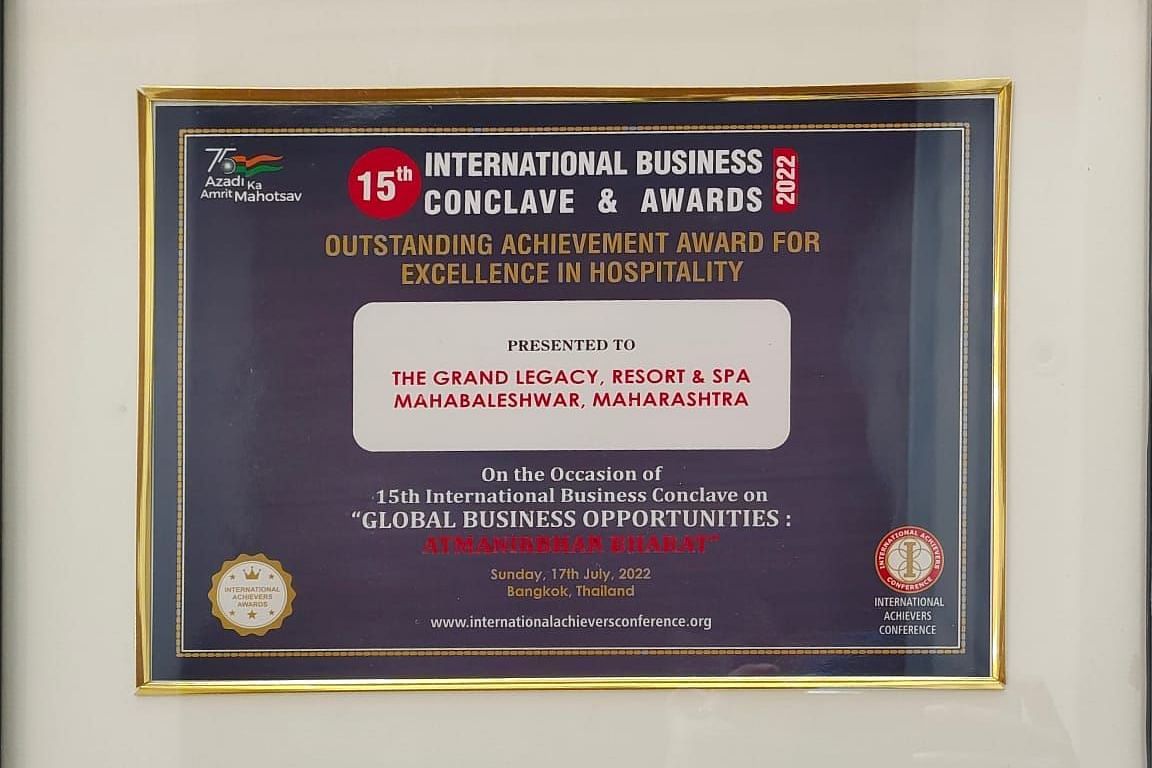 75
Azadi Ka
Amrit Mahotsav
15th
INTERNATIONAL BUSINESS
CONCLAVE & AWARDS
2022
OUTSTANDING ACHIEVEMENT AWARD FOR
EXCELLENCE IN HOSPITALITY
PRESENTED TO
THE GRAND LEGACY, RESORT & SPA
MAHABALESHWAR, MAHARASHTRA
On the Occasion of
15th International Business Conclave on
“GLOBAL BUSINESS OPPORTUNITIES :
ATMANIRBHAR BHARAT”
Sunday, 17th July, 2022
Bangkok, Thailand
www.internationalachieversconference.org
INTERNATIONAL
ACHIEVERS
AWARDS
INTERNATIONAL ACHIEVERS
CONFERENCE
INTERNATIONAL
ACHIEVERS
CONFERENCE